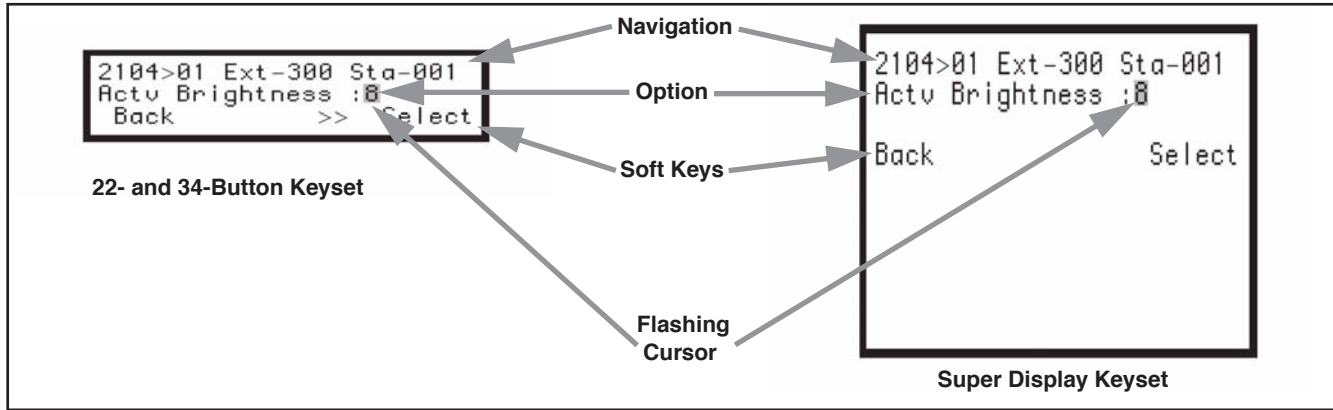 Navigation
2104>01 Ext-300 Sta-001
Actv Brightness :8
Back >> Select
22- and 34-Button Keyset
Option
Soft Keys
Flashing
Cursor
2104>01 Ext-300 Sta-001
Actv Brightness :8
Back Select
Super Display Keyset